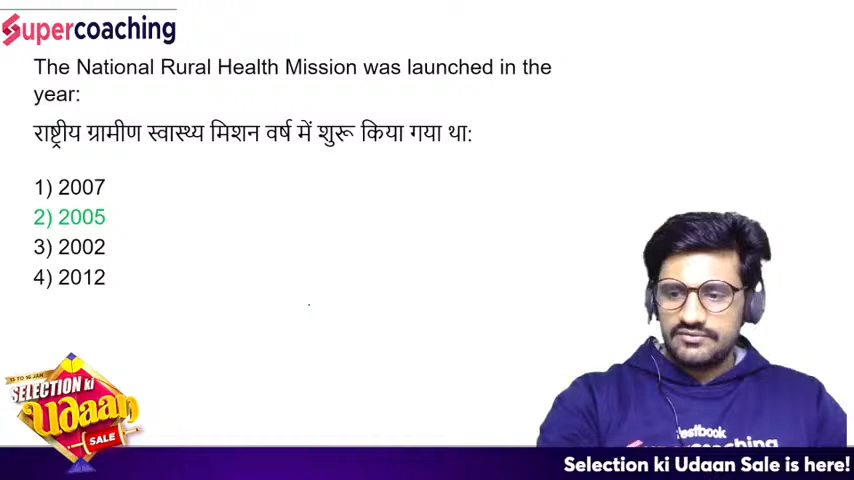 Supercoaching
The National Rural Health Mission was launched in the
year:
राष्ट्रीय ग्रामीण स्वास्थ्य मिशन वर्ष में शुरू किया गया था:
1) 2007
2) 2005
3) 2002
4) 2012
SELECTION ki
Udaan
SALE
testbook
supercoaching
Selection ki Udaan Sale is here!